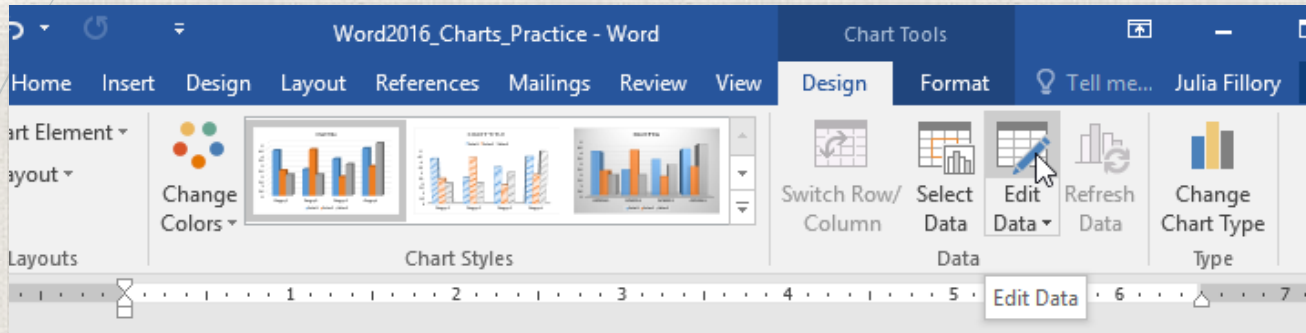 Word2016_Charts_Practice - Word
Chart Tools
Home Insert Design Layout References Mailings Review View Design Format Tell me... Julia Fillory
art Element
ayout
Change
Colors
Switch Row/
Column
Select
Data
Edit
Data
Refresh
Data
Change
Chart Type
Layouts
Chart Styles
Data
Type
1 2 3 4 5 6 7
Edit Data